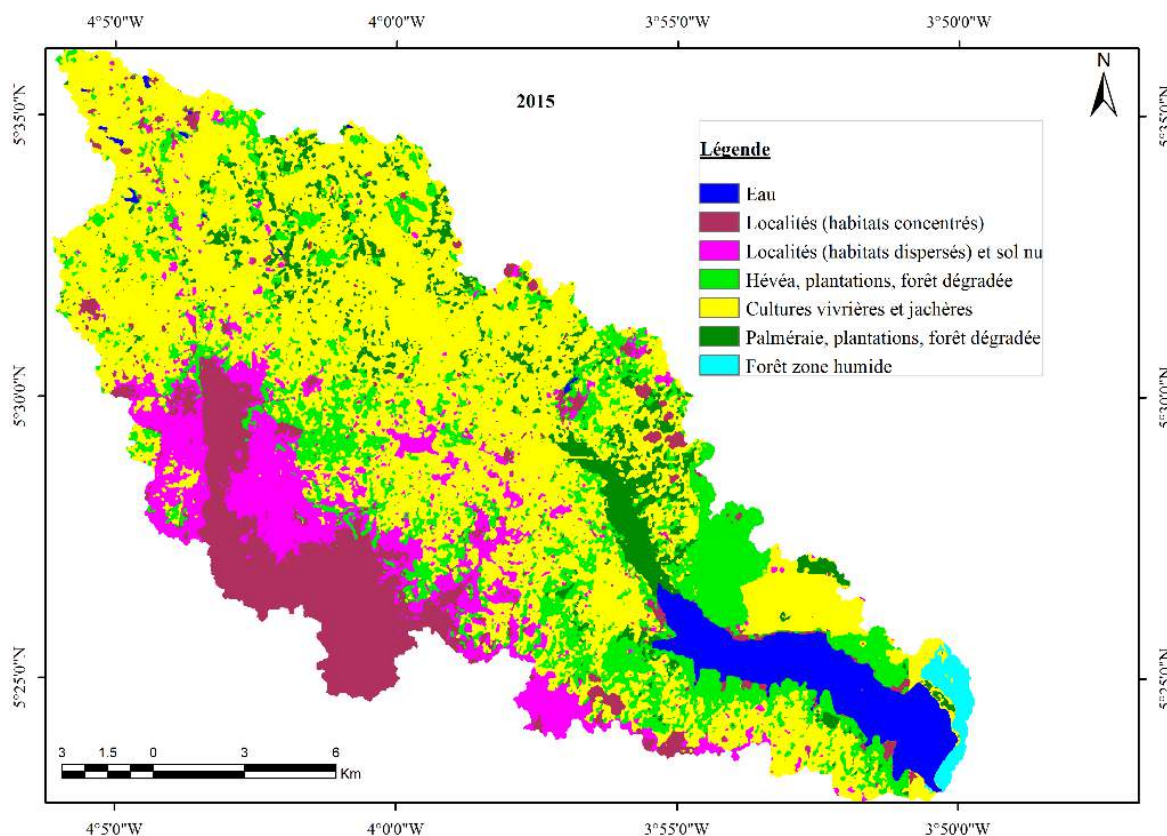 4°5'0"W 4°0'0"W 3°55'0"W 3°50'0"W
N
2015
5°35'0"N 5°35'0"N
Légende
Eau
Localités (habitats concentrés)
Localités (habitats dispersés) et sol nu
Hévéa, plantations, forêt dégradée
Cultures vivrières et jachères
Palméraie, plantations, forêt dégradée
Forêt zone humide
5°30'0"N 5°30'0"N
5°25'0"N 5°25'0"N
3 1.5 0 3 6
Km
4°5'0"W 4°0'0"W 3°55'0"W 3°50'0"W